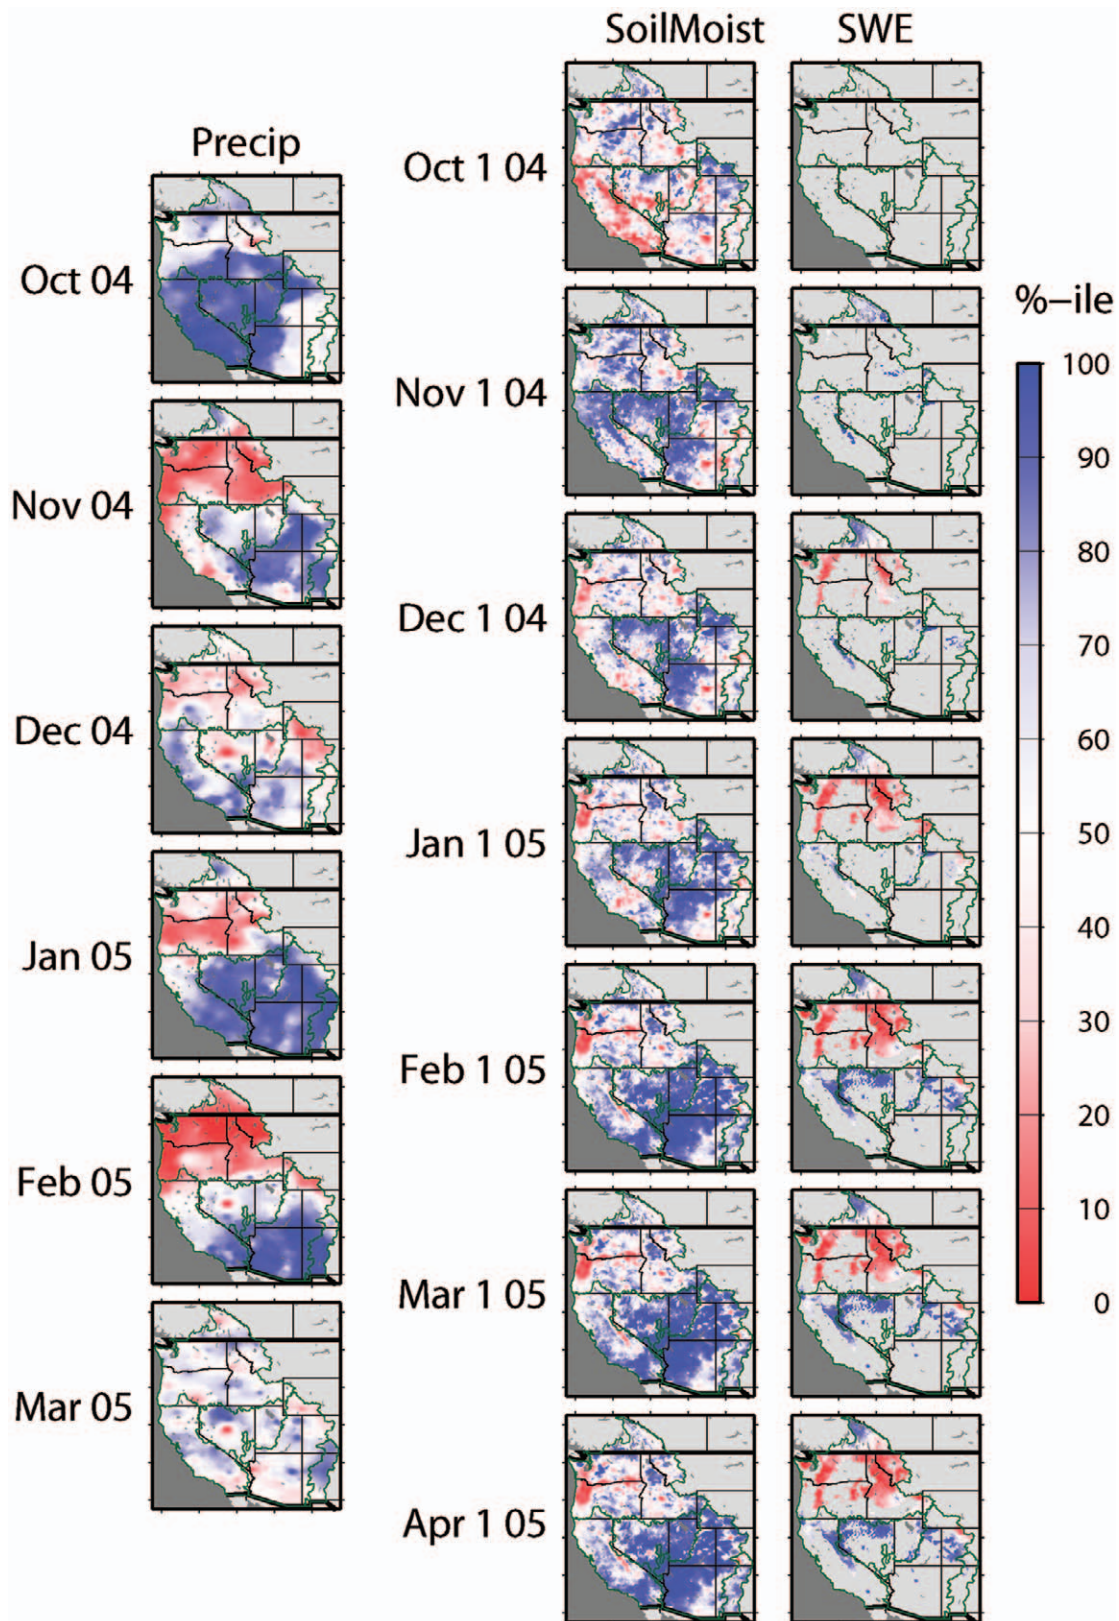 SoilMoist SWE
Precip
Oct 04
Nov 04
Dec 04
Jan 05
Feb 05
Mar 05
Oct 1 04
Nov 1 04
Dec 1 04
Jan 1 05
Feb 1 05
Mar 1 05
Apr 1 05
%-ile
100
90
80
70
60
50
40
30
20
10
0